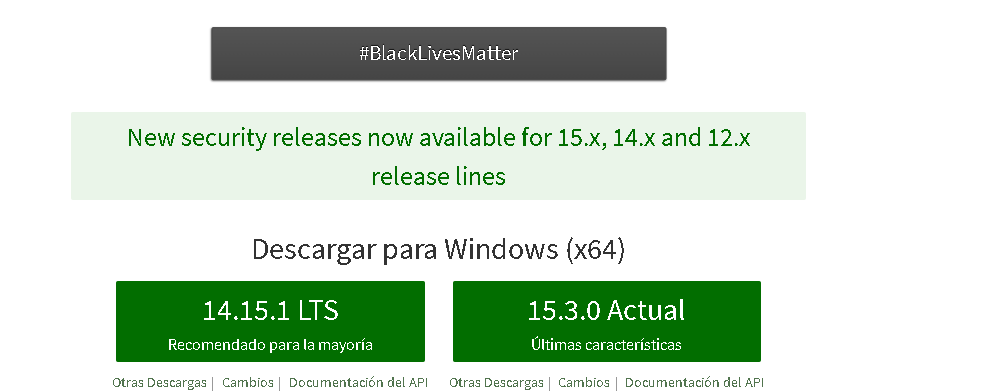 #BlackLivesMatter
New security releases now available for 15.x, 14.x and 12.x
release lines
Descargar para Windows (x64)
14.15.1 LTS
Recomendado para la mayoría
15.3.0 Actual
Últimas características
Otras Descargas | Cambios | Documentación del API
Otras Descargas | Cambios | Documentación del API